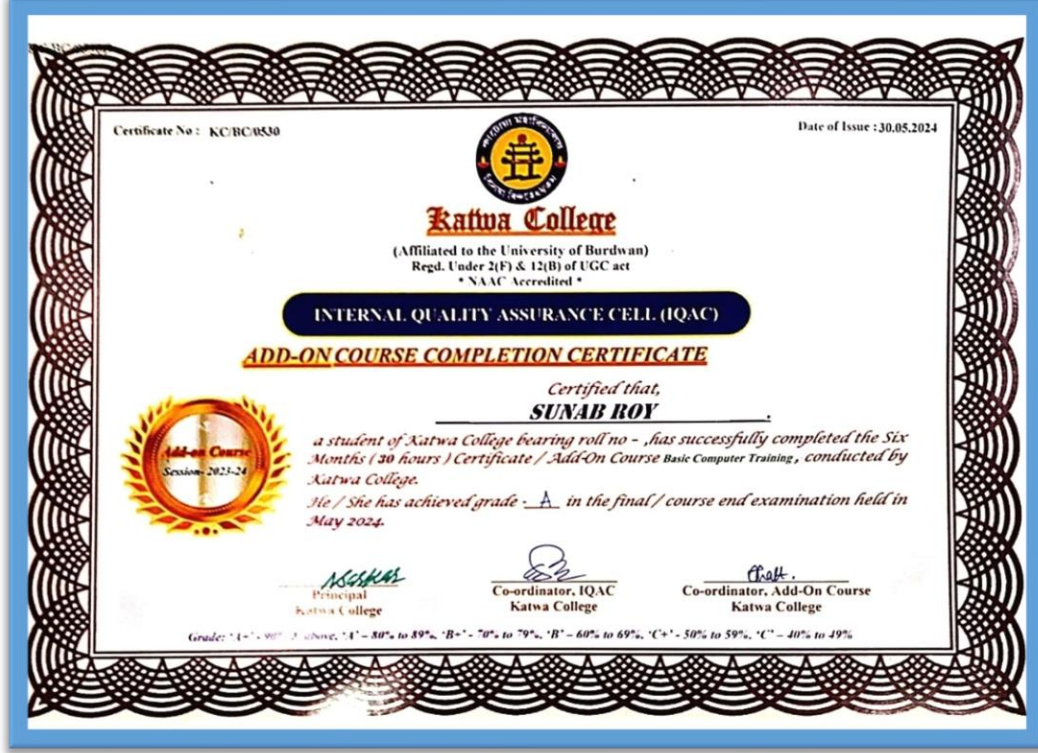 Certificate No : KC/BC/0530
Date of Issue :30.05.2024
Katwa College
(Affiliated to the University of Burdwan)
Regd. Under 2(F) & 12(B) of UGC act
* NAAC Accredited *
INTERNAL QUALITY ASSURANCE CELL (IQAC)
ADD-ON COURSE COMPLETION CERTIFICATE
Certified that,
SUNAB ROY .
Add-on Course
Session- 2023-24
a student of Katwa College bearing roll no - ,has successfully completed the Six
Months ( 30 hours ) Certificate / Add-On Course Basic Computer Training , conducted by
Katwa College.
He / She has achieved grade - A in the final / course end examination held in
May 2024.
Principal
Katwa College
Co-ordinator, IQAC
Katwa College
Co-ordinator, Add-On Course
Katwa College
Grade: 'A+' - 90% above, 'A' – 80% to 89%, 'B+' - 70% to 79%, 'B' – 60% to 69%, 'C+' - 50% to 59%, 'C' – 40% to 49%